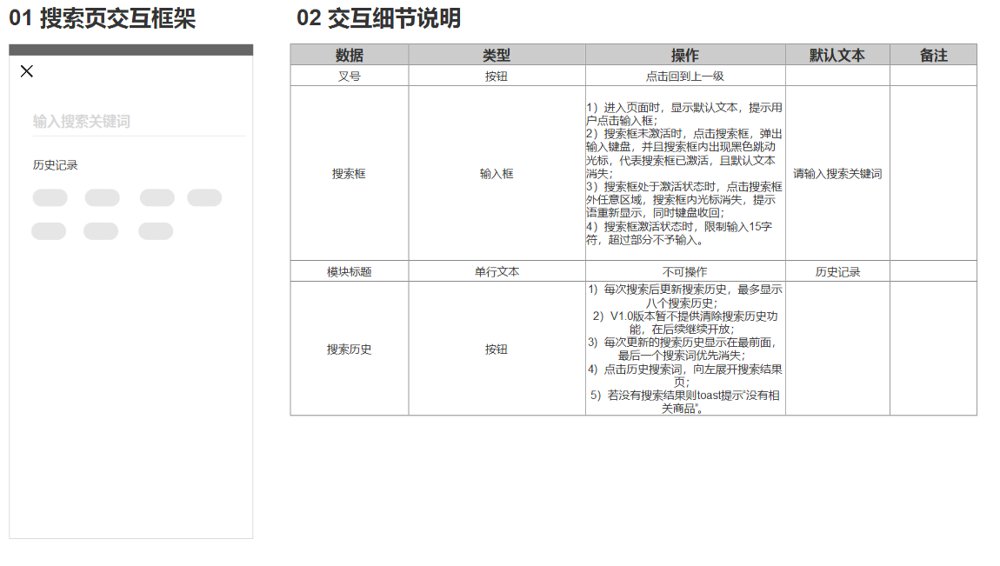 01 搜索页交互框架
02 交互细节说明
输入搜索关键词
历史记录
数据 类型 操作 默认文本 备注
叉号 按钮 点击回到上一级
搜索框 输入框
1）进入页面时，显示默认文本，提示用
户点击输入框；
2）搜索框未激活时，点击搜索框，弹出
输入键盘，并且搜索框内出现黑色跳动
光标，代表搜索框已激活，且默认文本
消失；
3）搜索框处于激活状态时，点击搜索框
外任意区域，搜索框内光标消失，提示
语重新显示，同时键盘收回；
4）搜索框激活状态时，限制输入15字
符，超过部分不予输入。
请输入搜索关键词
模块标题 单行文本 不可操作 历史记录
搜索历史 按钮
1）每次搜索后更新搜索历史，最多显示
八个搜索历史；
2）V1.0版本暂不提供清除搜索历史功
能，在后续继续开放；
3）每次更新的搜索历史显示在最前面，
最后一个搜索词优先消失；
4）点击历史搜索词，向左展开搜索结果
页；
5）若没有搜索结果则toast提示“没有相
关商品”。